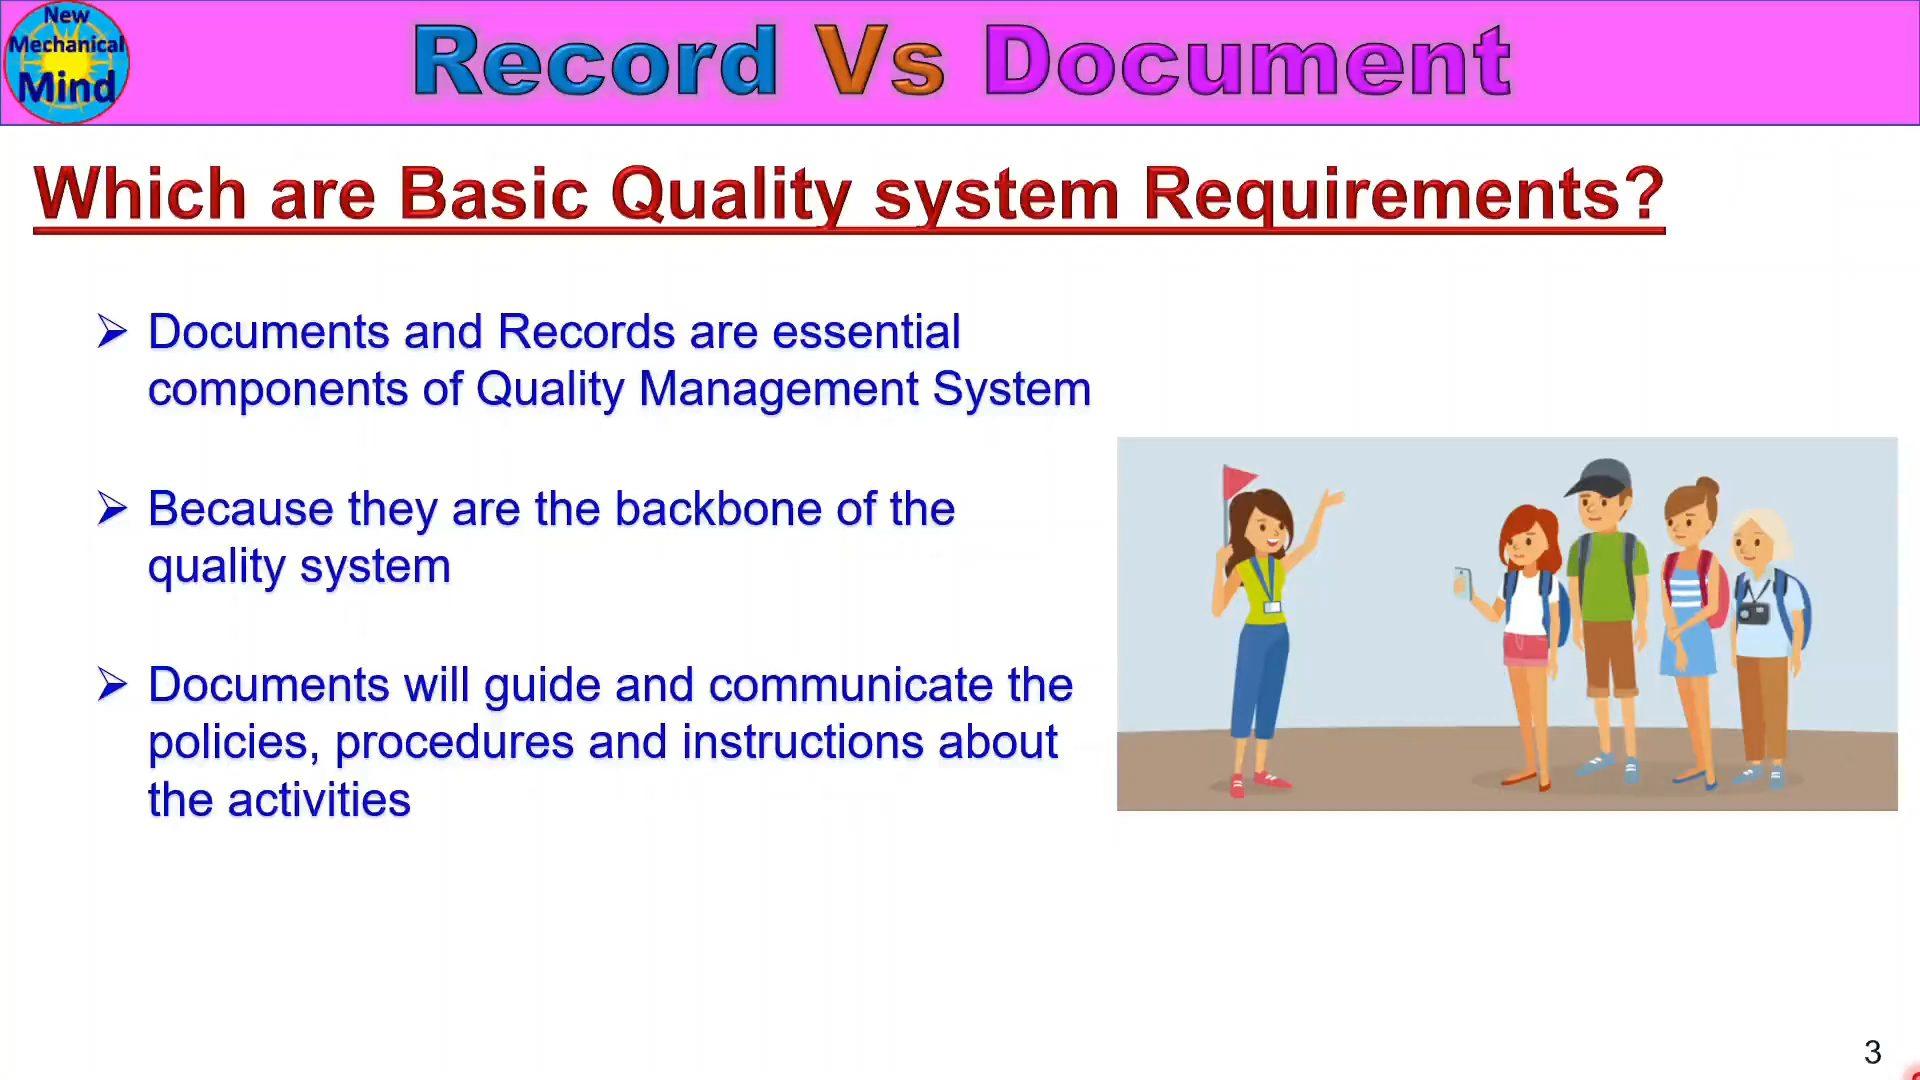 New
Mechanical
Mind
Record Vs Document
Which are Basic Quality system Requirements?
Documents and Records are essential
components of Quality Management System
Because they are the backbone of the
quality system
Documents will guide and communicate the
policies, procedures and instructions about
the activities
3